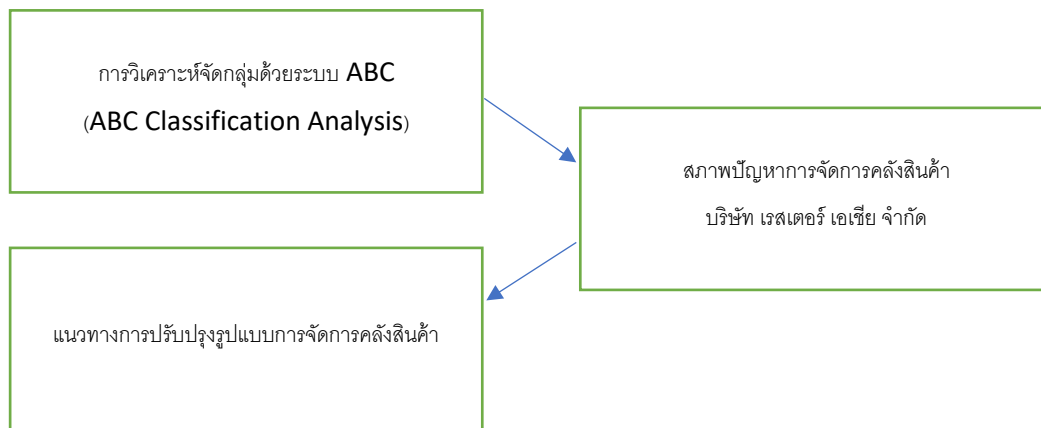 การวิเคราะห์จัดกลุ่มด้วยระบบ ABC
(ABC Classification Analysis)
สภาพปัญหาการจัดการคลังสินค้า
บริษัท เรสเตอร์ เอเชีย จำกัด
แนวทางการปรับปรุงรูปแบบการจัดการคลังสินค้า